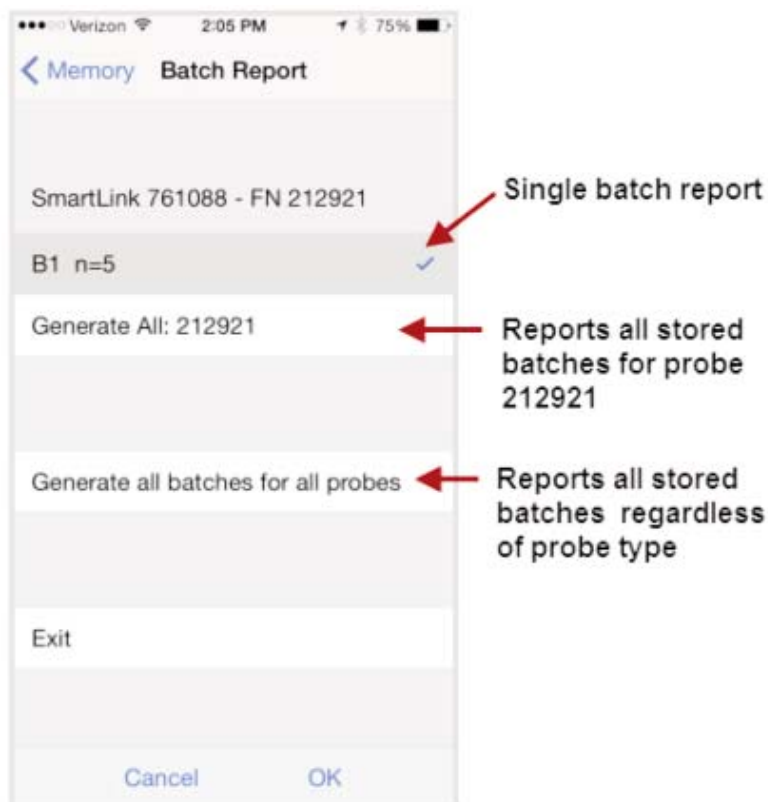 Verizon 2:05 PM 75%
Memory Batch Report
SmartLink 761088 - FN 212921
Single batch report
B1 n=5
Generate All: 212921
Reports all stored
batches for probe
212921
Generate all batches for all probes
Reports all stored
batches regardless
of probe type
Exit
Cancel OK